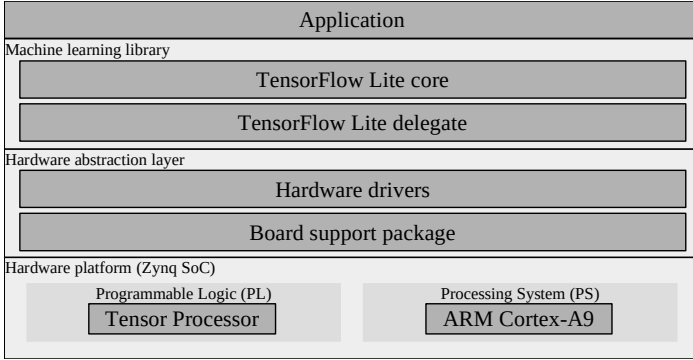 Application
Machine learning library
TensorFlow Lite core
TensorFlow Lite delegate
Hardware abstraction layer
Hardware drivers
Board support package
Hardware platform (Zynq SoC)
Programmable Logic (PL)
Tensor Processor
Processing System (PS)
ARM Cortex-A9